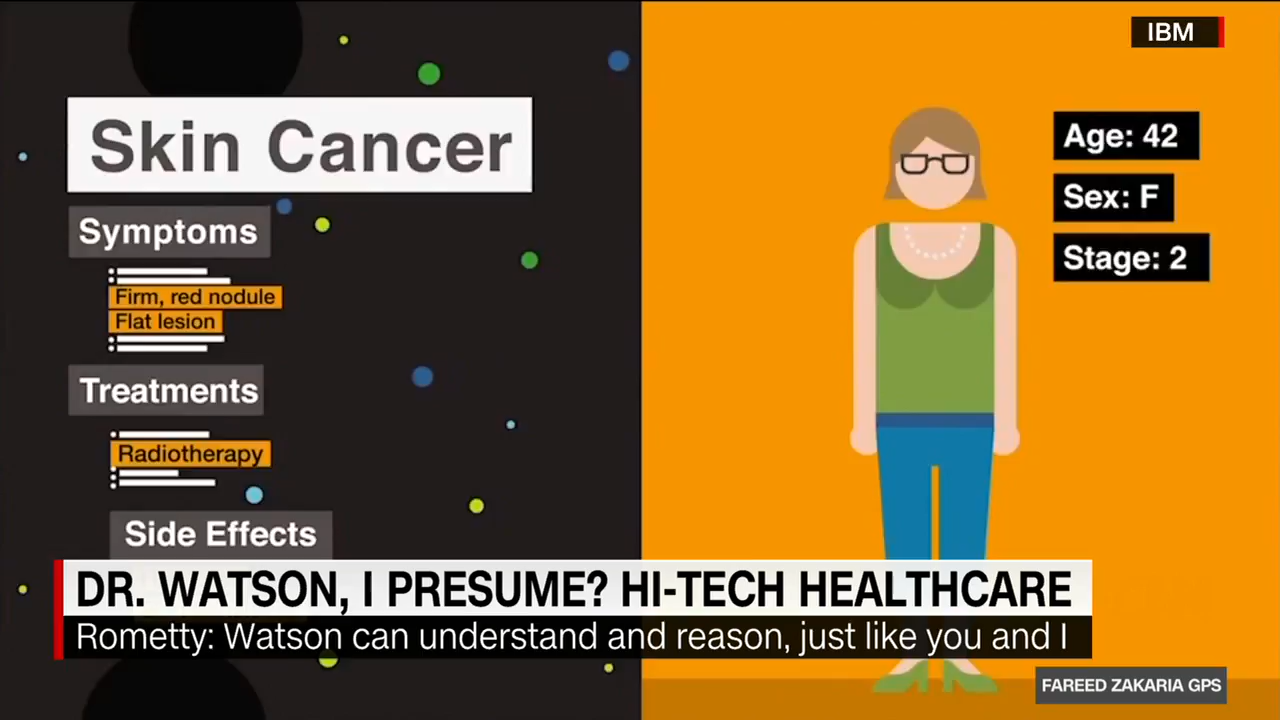 IBM
Skin Cancer
Symptoms
Firm, red nodule
Flat lesion
Treatments
Radiotherapy
Side Effects
Age: 42
Sex: F
Stage: 2
DR. WATSON, I PRESUME? HI-TECH HEALTHCARE
Rometty: Watson can understand and reason, just like you and I
FAREED ZAKARIA GPS